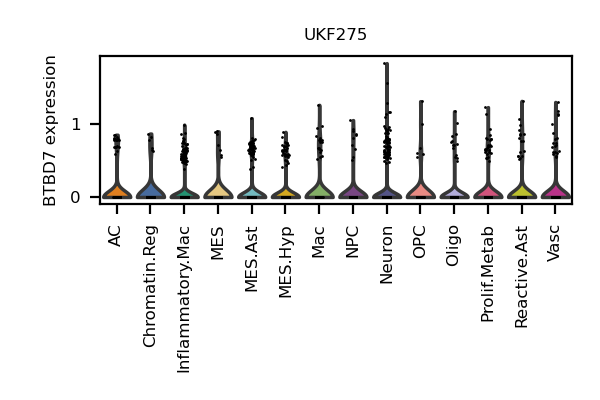 UKF275
BTBD7 expression
1
0
AC
Chromatin.Reg
Inflammatory.Mac
MES
MES.Ast
MES.Hyp
Mac
NPC
Neuron
OPC
Oligo
Prolif.Metab
Reactive.Ast
Vasc